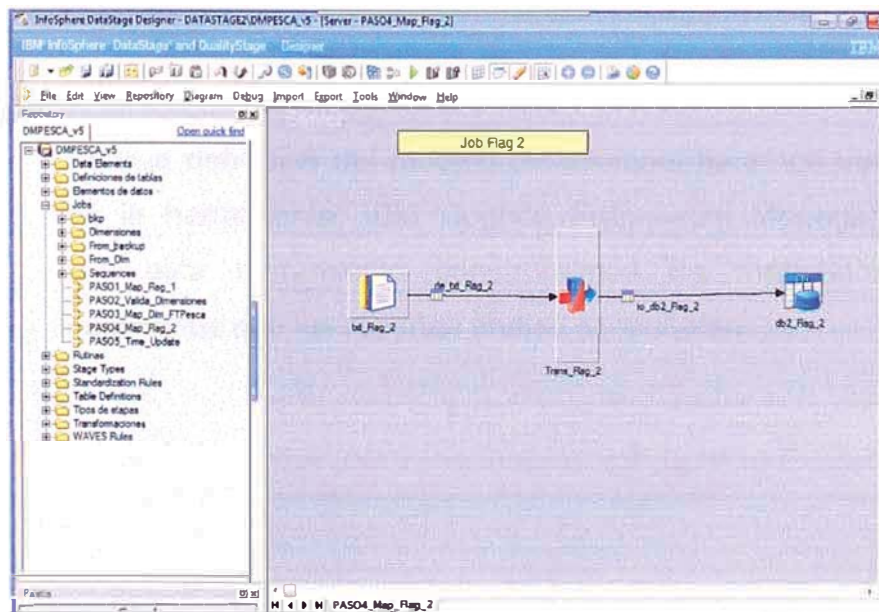 InfoSphere DataStage Designer - DATASTAGE2\DMPESCA_v5 - [Server - PASO4_Map_Flag_2]
IBM InfoSphere DataStage and QualityStage Designer
IBM
File Edit View Repository Diagram Debug Import Export Tools Window Help
Repository
DMPESCA_v5
Open quick find
DMPESCA_v5
Data Elements
Definiciones de tablas
Elementos de datos
Jobs
bkp
Dimensiones
From_backup
From_Dim
Sequences
PASO1_Map_Flag_1
PASO2_Valida_Dimensiones
PASO3_Map_Dim_FTPesca
PASO4_Map_Flag_2
PASO5_Time_Update
Rutinas
Stage Types
Standardization Rules
Table Definitions
Tipos de etapas
Transformaciones
WAVES Rules
Job Flag 2
de_txt_Flag_2
to_db2_Flag_2
txt_Flag_2
Trans_Flag_2
db2_Flag_2
PASO4_Map_Flag_2